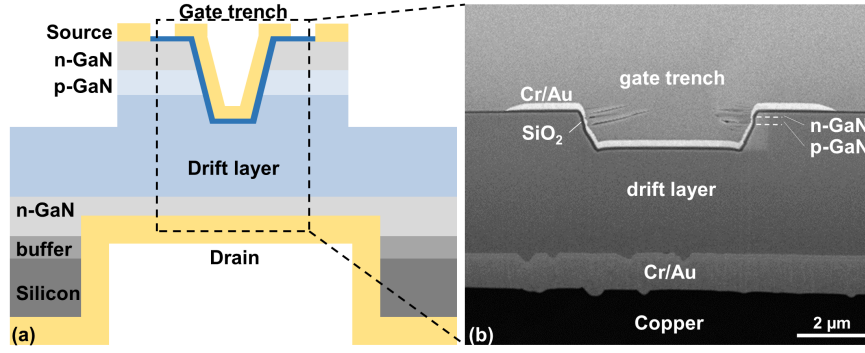 Gate trench
Source
n-GaN
p-GaN
Drift layer
n-GaN
buffer
Drain
Silicon
(a)
gate trench
Cr/Au
SiO₂
n-GaN
p-GaN
drift layer
Cr/Au
Copper
2 µm
(b)